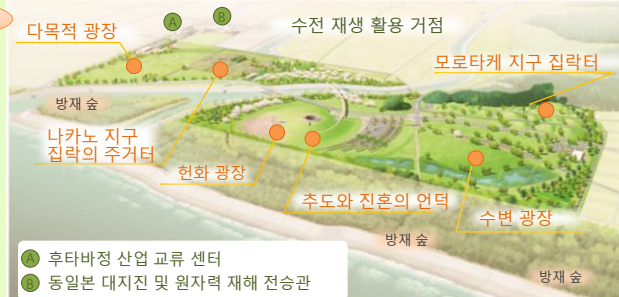 다목적 광장
A
B
수전 재생 활용 거점
모로타케 지구 집락터
방재 숲
나카노 지구
집락의 주거터
헌화 광장
추도와 진혼의 언덕
수변 광장
방재 숲
방재 숲
A 후타바정 산업 교류 센터
B 동일본 대지진 및 원자력 재해 전승관